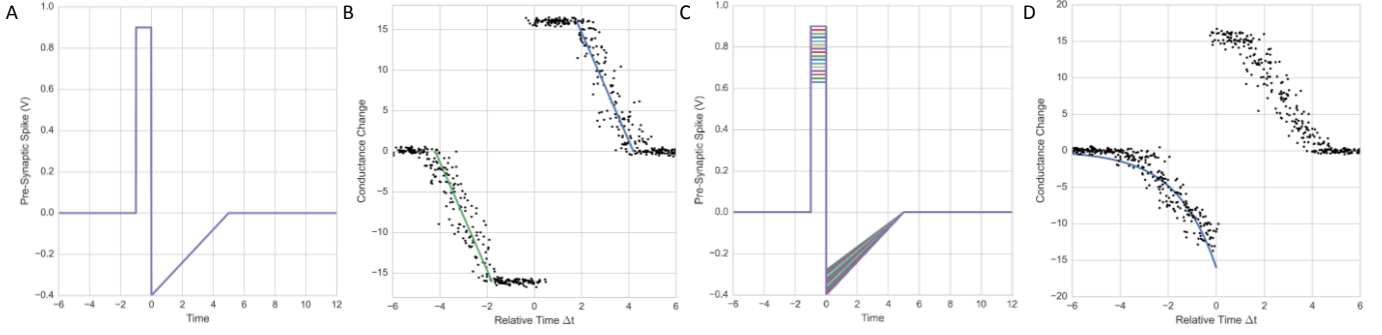 A
Pre-Synaptic Spike (V)
1.0
0.8
0.6
0.4
0.2
0.0
−0.2
−0.4
−6 −4 −2 0 2 4 6 8 10 12
Time
B
Conductance Change
15
10
5
0
−5
−10
−15
−6 −4 −2 0 2 4 6
Relative Time Δt
C
Pre-Synaptic Spike (V)
1.0
0.8
0.6
0.4
0.2
0.0
−0.2
−0.4
−6 −4 −2 0 2 4 6 8 10 12
Time
D
Conductance Change
20
15
10
5
0
−5
−10
−15
−20
−6 −4 −2 0 2 4 6
Relative Time Δt